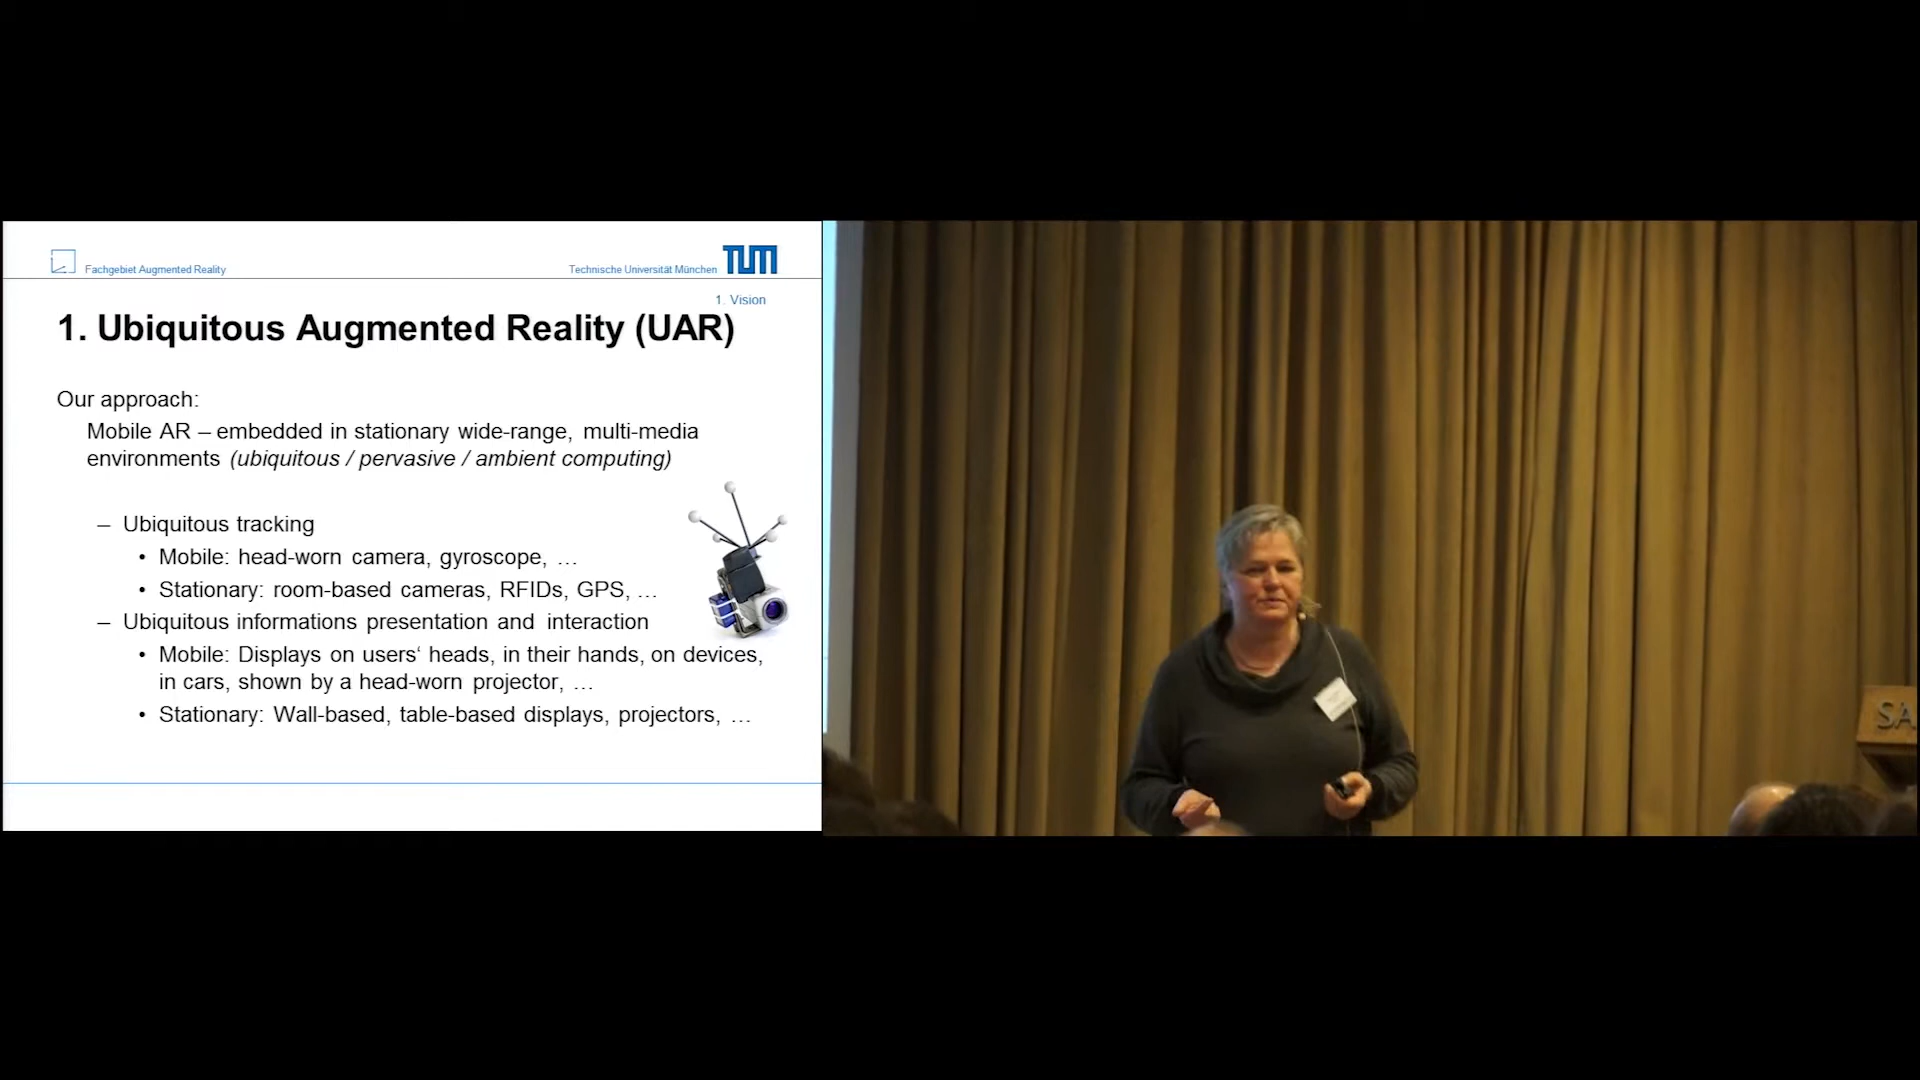 Fachgebiet Augmented Reality
Technische Universität München TUM
1. Vision
1. Ubiquitous Augmented Reality (UAR)
Our approach:
Mobile AR – embedded in stationary wide-range, multi-media
environments (ubiquitous / pervasive / ambient computing)
– Ubiquitous tracking
• Mobile: head-worn camera, gyroscope, …
• Stationary: room-based cameras, RFIDs, GPS, …
– Ubiquitous informations presentation and interaction
• Mobile: Displays on users‘ heads, in their hands, on devices,
in cars, shown by a head-worn projector, …
• Stationary: Wall-based, table-based displays, projectors, …
SA